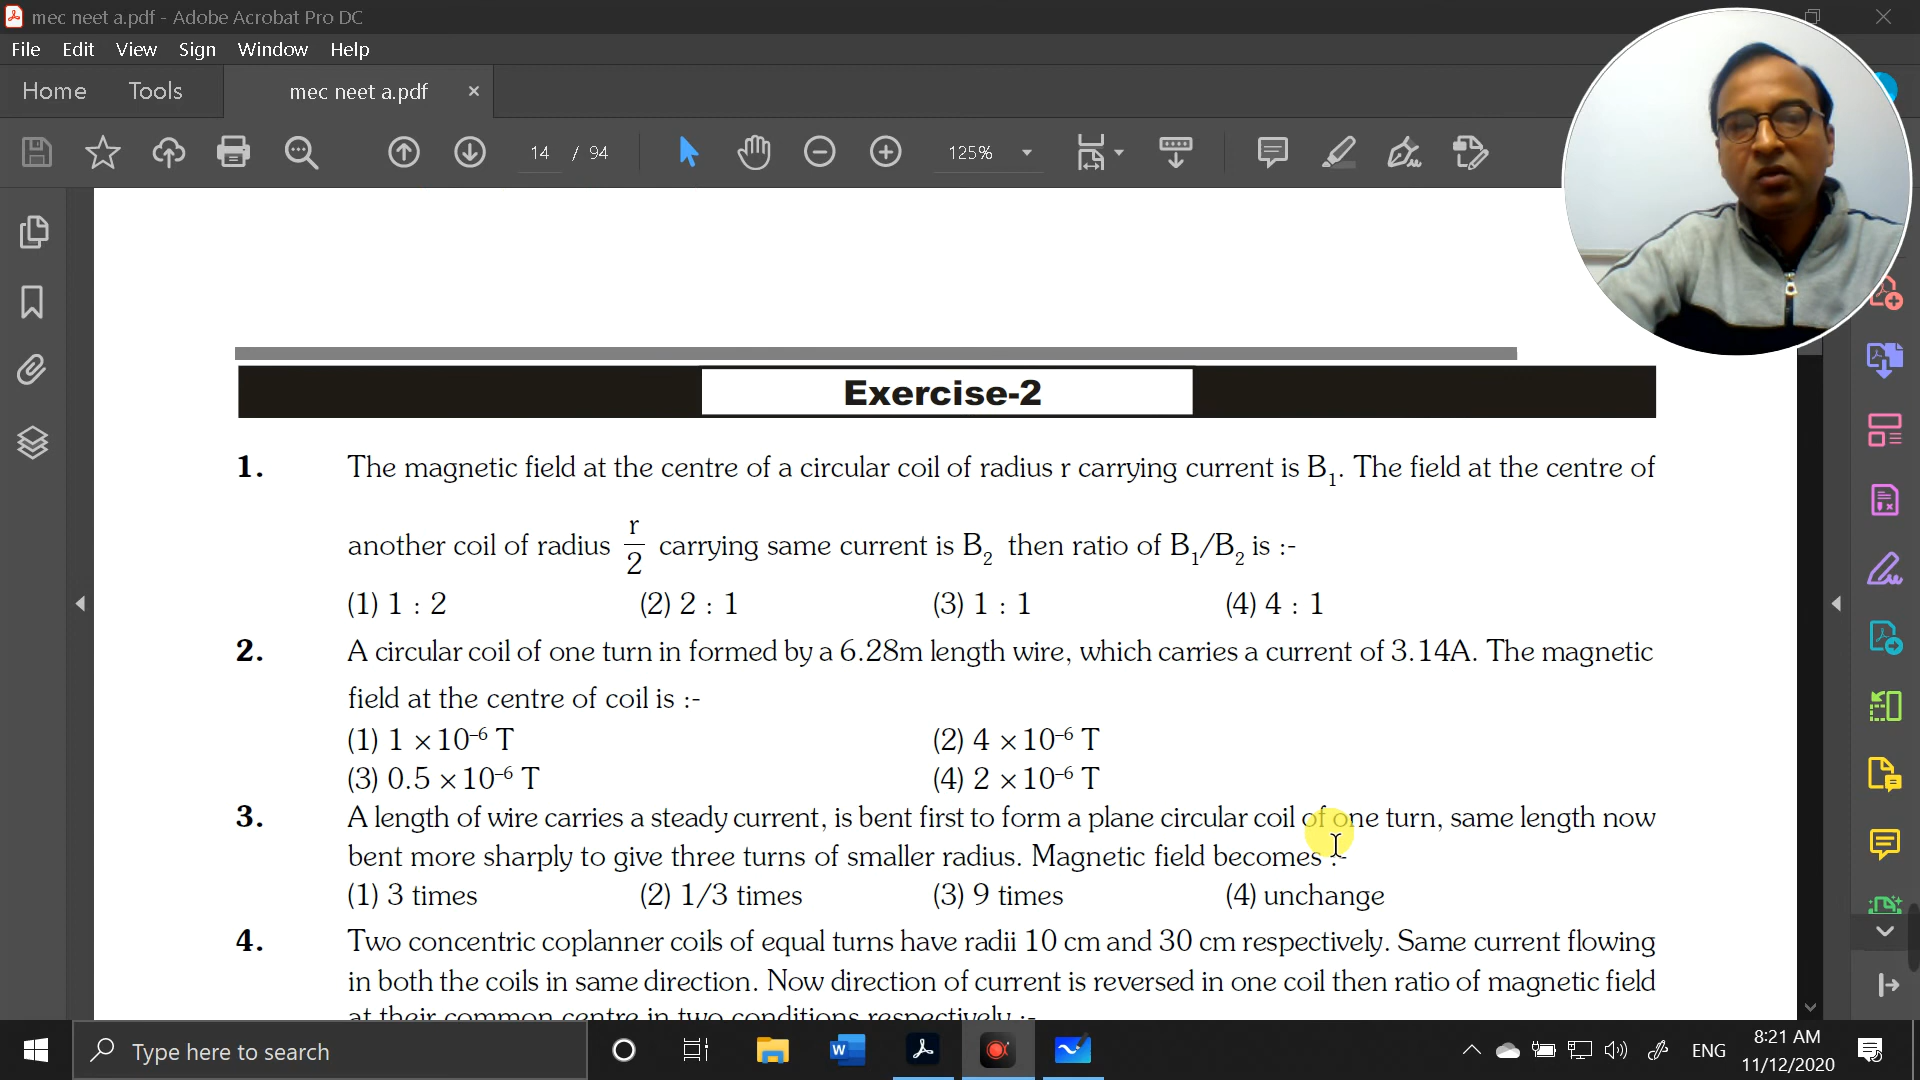 mec neet a.pdf - Adobe Acrobat Pro DC
File Edit View Sign Window Help
Home Tools mec neet a.pdf ×
14 / 94 125%
Exercise-2
1. The magnetic field at the centre of a circular coil of radius r carrying current is B₁. The field at the centre of
another coil of radius r/2 carrying same current is B₂ then ratio of B₁/B₂ is :-
(1) 1 : 2 (2) 2 : 1 (3) 1 : 1 (4) 4 : 1
2. A circular coil of one turn in formed by a 6.28m length wire, which carries a current of 3.14A. The magnetic
field at the centre of coil is :-
(1) 1 ×10⁻⁶ T (2) 4 ×10⁻⁶ T
(3) 0.5 ×10⁻⁶ T (4) 2 ×10⁻⁶ T
3. A length of wire carries a steady current, is bent first to form a plane circular coil of one turn, same length now
bent more sharply to give three turns of smaller radius. Magnetic field becomes :-
(1) 3 times (2) 1/3 times (3) 9 times (4) unchange
4. Two concentric coplanner coils of equal turns have radii 10 cm and 30 cm respectively. Same current flowing
in both the coils in same direction. Now direction of current is reversed in one coil then ratio of magnetic field
at their common centre in two conditions respectively :-
Type here to search
ENG
8:21 AM
11/12/2020